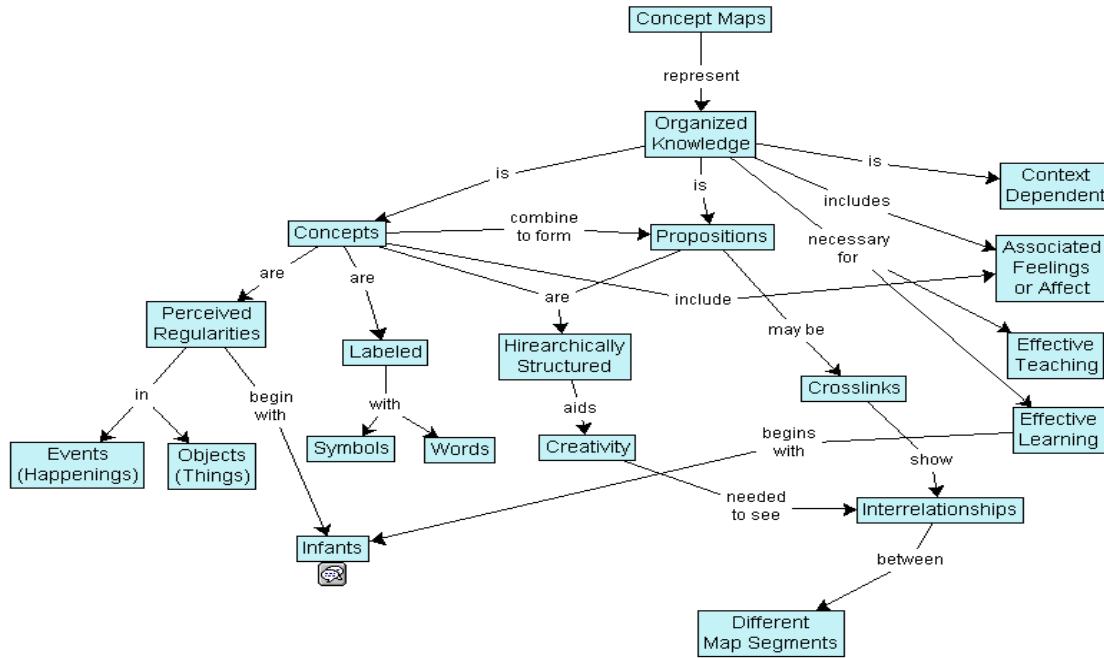 Concept Maps
represent
Organized
Knowledge
is
is
is
includes
necessary
for
Context
Dependent
Concepts
combine
to form
Propositions
Associated
Feelings
or Affect
are
are
are
include
may be
Perceived
Regularities
Labeled
Hirearchically
Structured
Effective
Teaching
Crosslinks
in
begin
with
with
aids
Effective
Learning
Events
(Happenings)
Objects
(Things)
Symbols
Words
Creativity
begins
with
show
needed
to see
Interrelationships
Infants
between
Different
Map Segments